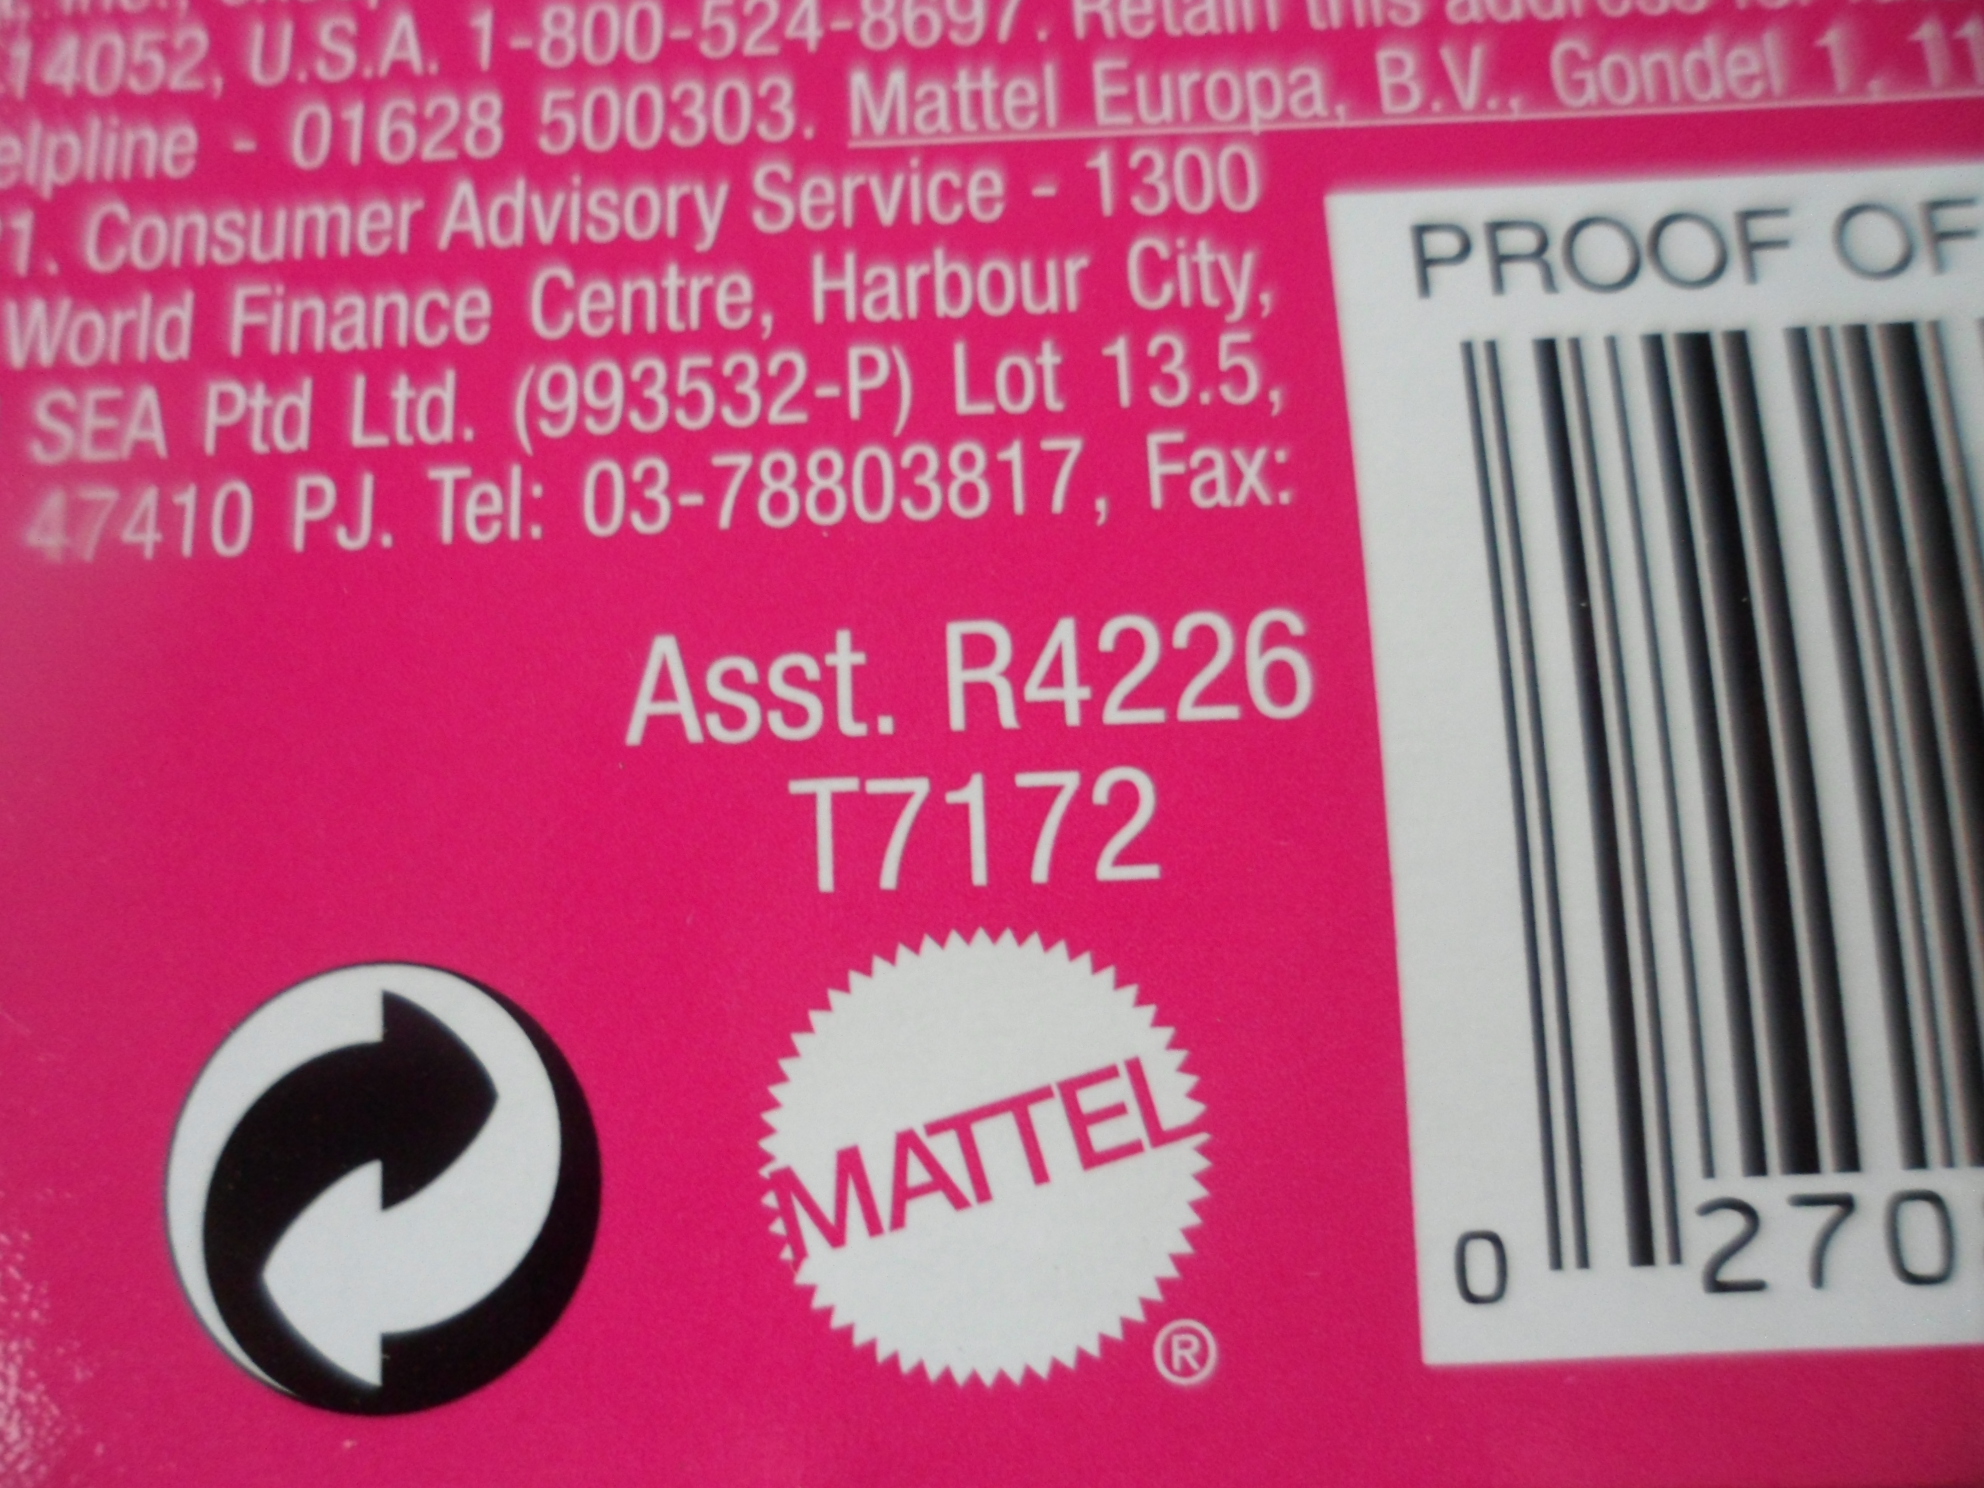 14052, U.S.A. 1-800-524-8697. Retain this address
elpline - 01628 500303. Mattel Europa, B.V., Gondel 1, 11
1. Consumer Advisory Service - 1300
World Finance Centre, Harbour City,
SEA Ptd Ltd. (993532-P) Lot 13.5,
47410 PJ. Tel: 03-78803817, Fax:
PROOF OF
Asst. R4226
T7172
MATTEL
®
0 270